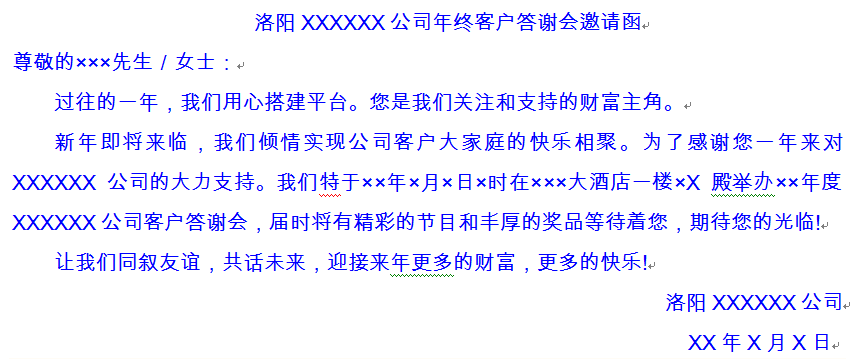 洛阳 XXXXXX 公司年终客户答谢会邀请函
尊敬的×××先生 / 女士：
过往的一年，我们用心搭建平台。您是我们关注和支持的财富主角。
新年即将来临，我们倾情实现公司客户大家庭的快乐相聚。为了感谢您一年来对
XXXXXX 公司的大力支持。我们特于××年×月×日×时在×××大酒店一楼×X 殿举办××年度
XXXXXX 公司客户答谢会，届时将有精彩的节目和丰厚的奖品等待着您，期待您的光临!
让我们同叙友谊，共话未来，迎接来年更多的财富，更多的快乐!
洛阳 XXXXXX 公司
XX 年 X 月 X 日